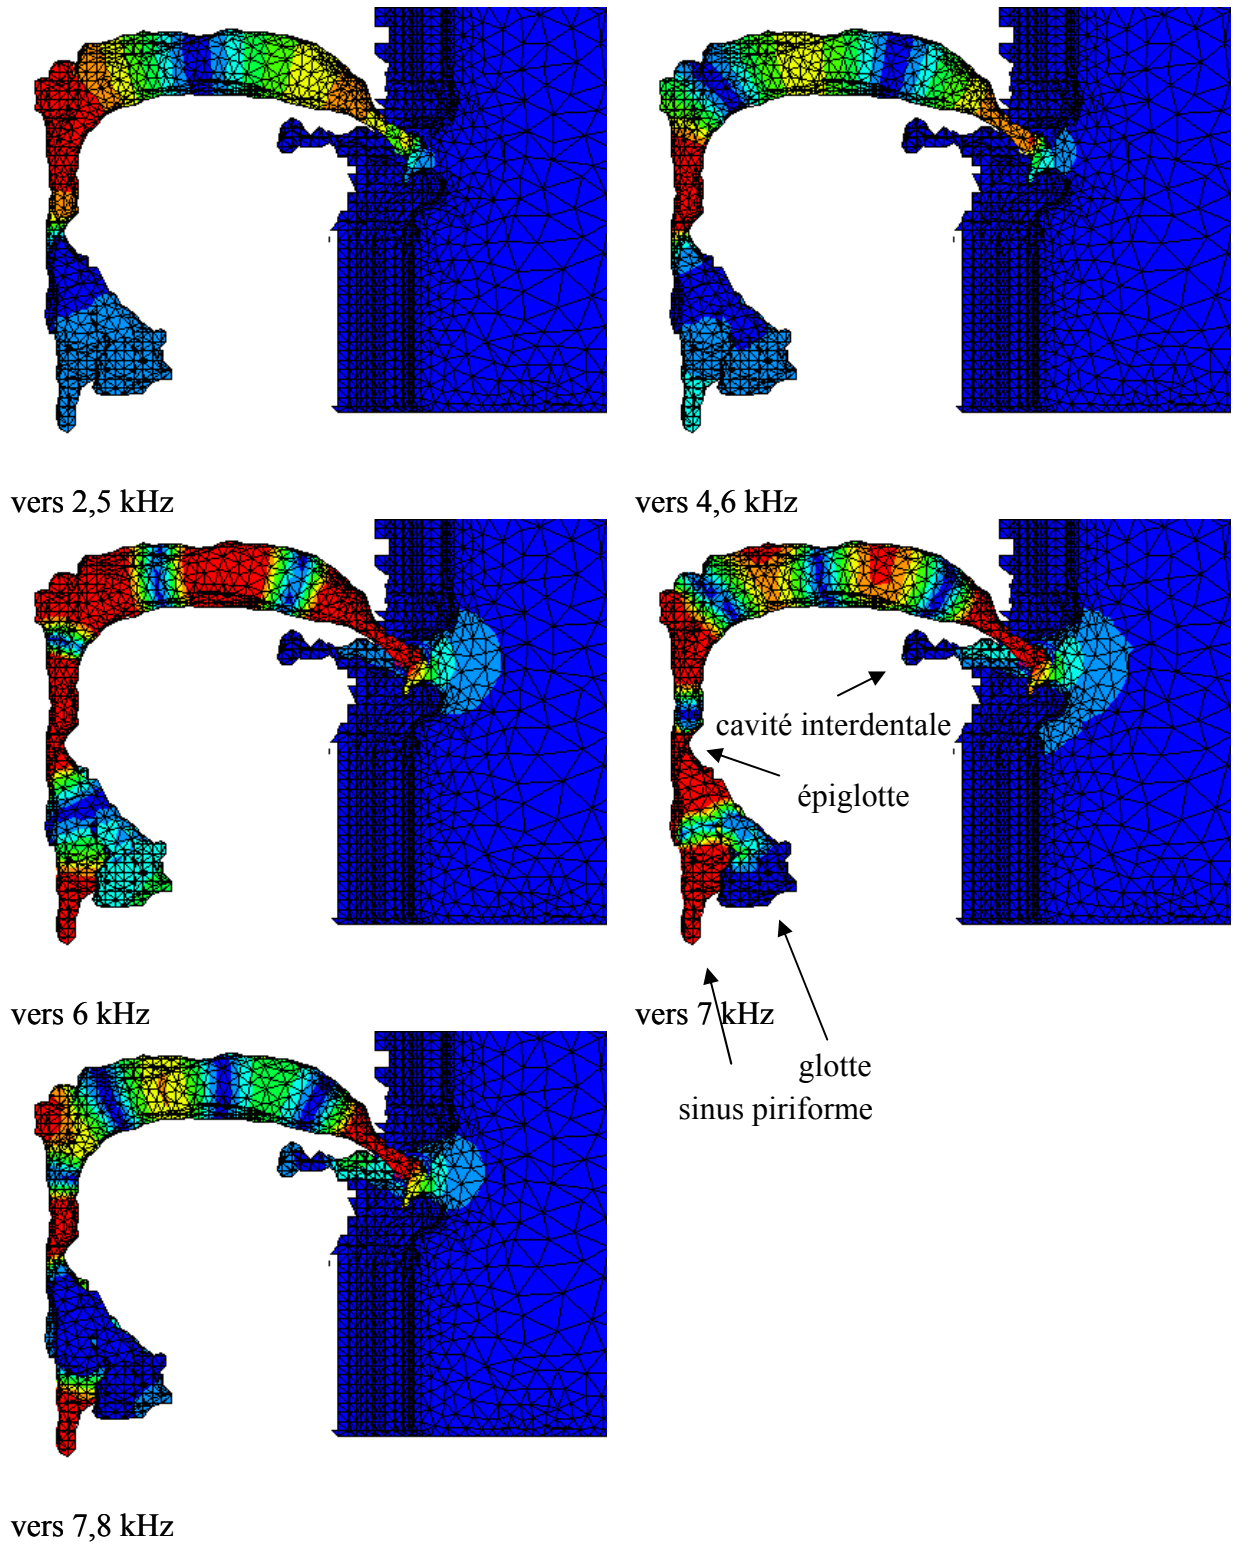 vers 2,5 kHz
vers 4,6 kHz
cavité interdentale
épiglotte
vers 6 kHz
vers 7 kHz
glotte
sinus piriforme
vers 7,8 kHz